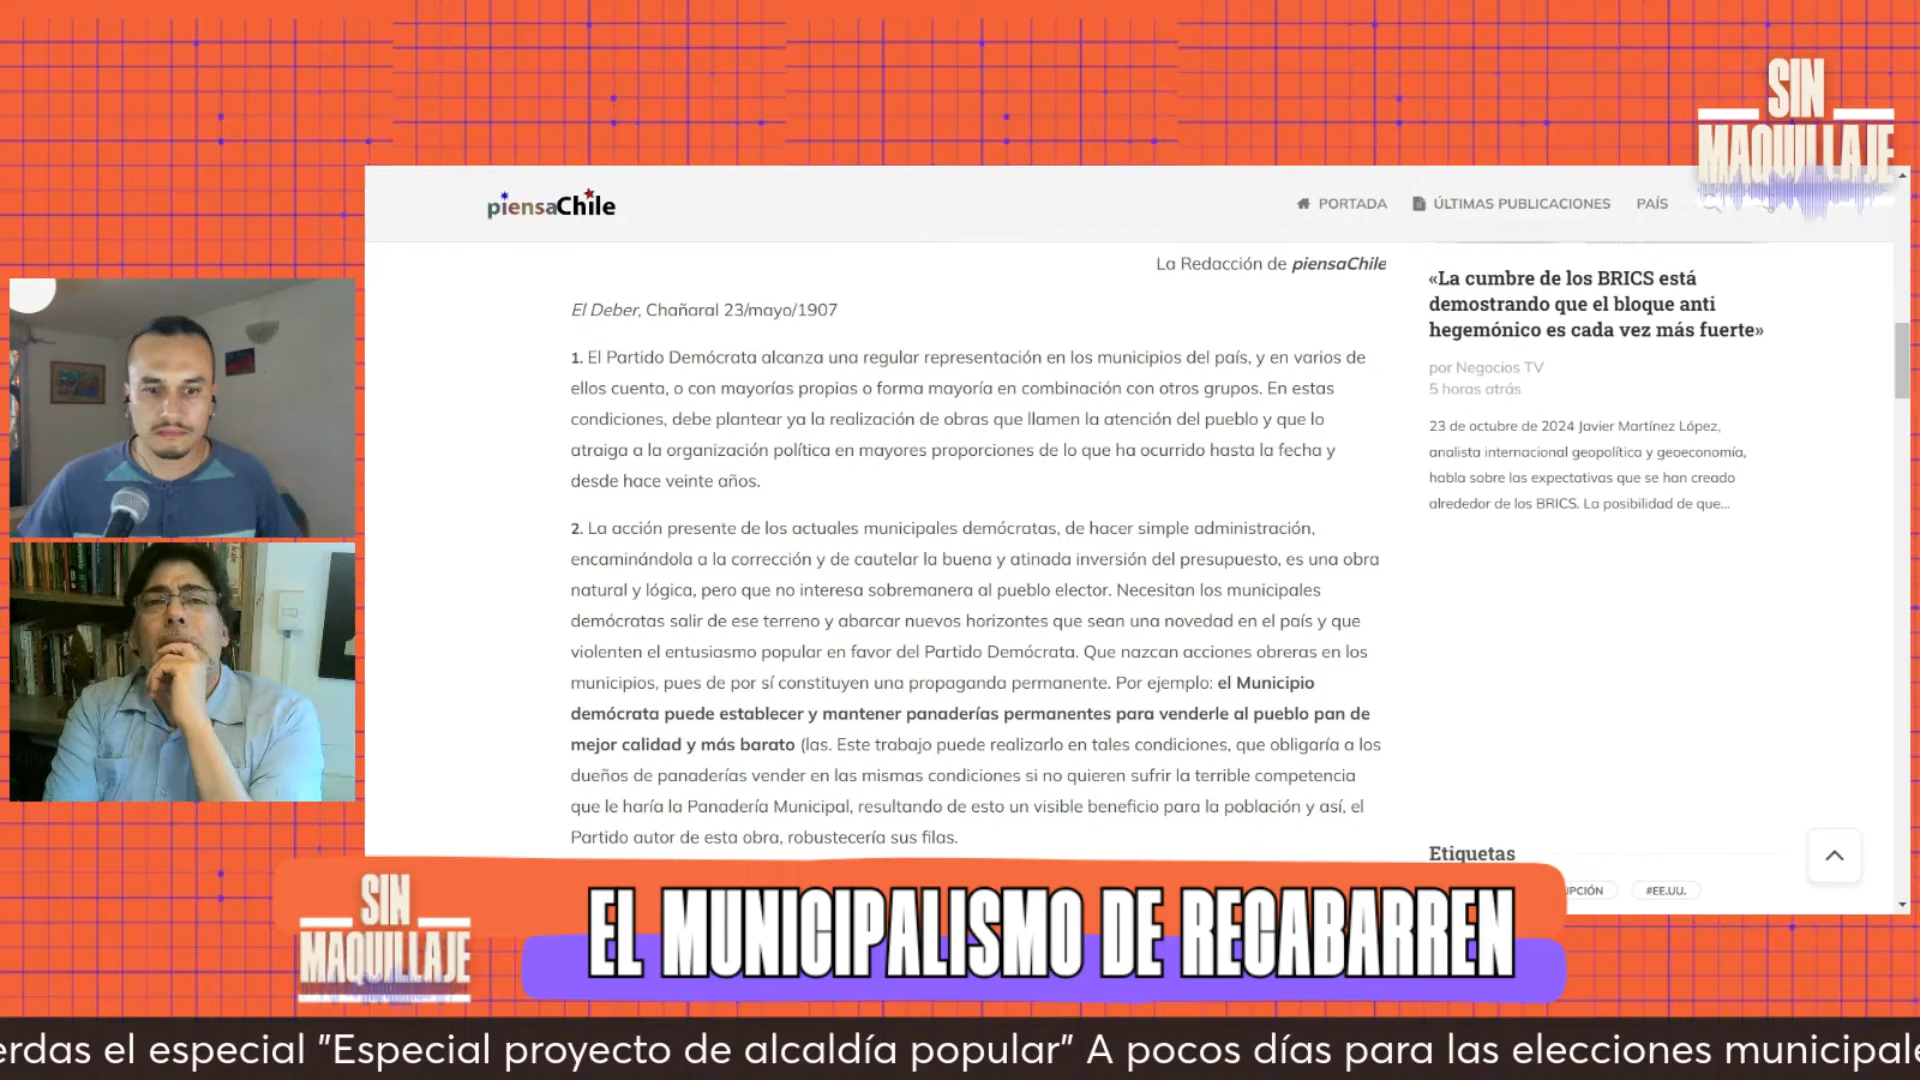 SIN
MAQUILLAJE
piensaChile
PORTADA
ÚLTIMAS PUBLICACIONES
PAÍS
La Redacción de piensaChile
El Deber, Chañaral 23/mayo/1907
1. El Partido Demócrata alcanza una regular representación en los municipios del país, y en varios de
ellos cuenta, o con mayorías propias o forma mayoría en combinación con otros grupos. En estas
condiciones, debe plantear ya la realización de obras que llamen la atención del pueblo y que lo
atraiga a la organización política en mayores proporciones de lo que ha ocurrido hasta la fecha y
desde hace veinte años.
2. La acción presente de los actuales municipales demócratas, de hacer simple administración,
encaminándola a la corrección y de cautelar la buena y atinada inversión del presupuesto, es una obra
natural y lógica, pero que no interesa sobremanera al pueblo elector. Necesitan los municipales
demócratas salir de ese terreno y abarcar nuevos horizontes que sean una novedad en el país y que
violenten el entusiasmo popular en favor del Partido Demócrata. Que nazcan acciones obreras en los
municipios, pues de por sí constituyen una propaganda permanente. Por ejemplo: el Municipio
demócrata puede establecer y mantener panaderías permanentes para venderle al pueblo pan de
mejor calidad y más barato (las. Este trabajo puede realizarlo en tales condiciones, que obligaría a los
dueños de panaderías vender en las mismas condiciones si no quieren sufrir la terrible competencia
que le haría la Panadería Municipal, resultando de esto un visible beneficio para la población y así, el
Partido autor de esta obra, robustecería sus filas.
«La cumbre de los BRICS está
demostrando que el bloque anti
hegemónico es cada vez más fuerte»
por Negocios TV
5 horas atrás
23 de octubre de 2024 Javier Martínez López,
analista internacional geopolítica y geoeconomía,
habla sobre las expectativas que se han creado
alrededor de los BRICS. La posibilidad de que...
Etiquetas
UPCIÓN
#EE.UU.
SIN
MAQUILLAJE
EL MUNICIPALISMO DE RECABARREN
erdas el especial "Especial proyecto de alcaldía popular" A pocos días para las elecciones municipale